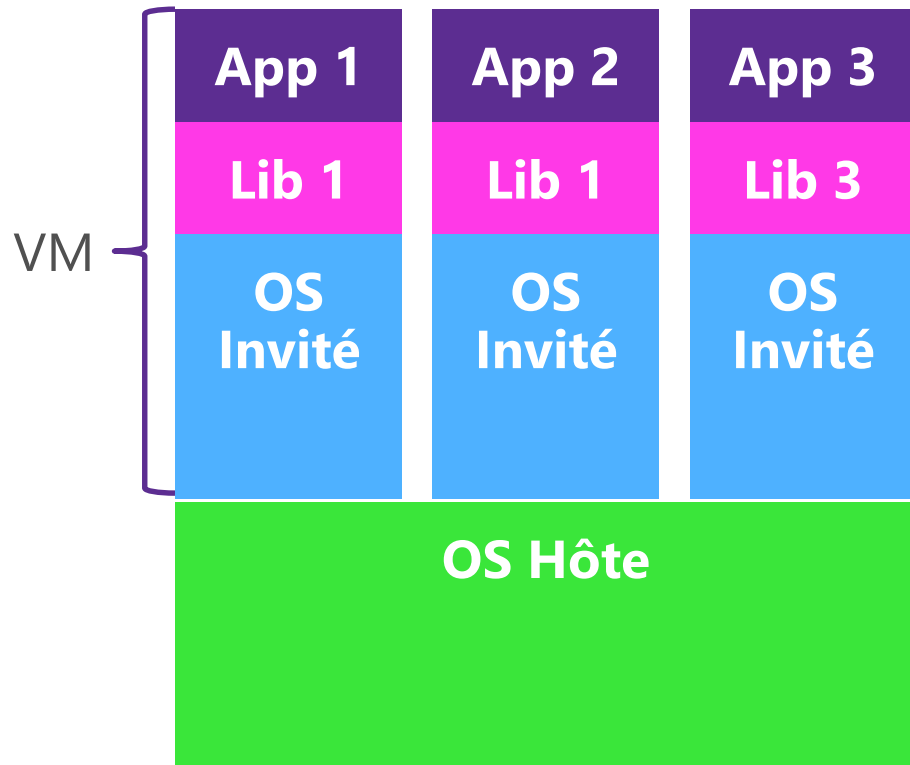 App 1
App 2
App 3
Lib 1
Lib 1
Lib 3
VM
OS
Invité
OS
Invité
OS
Invité
OS Hôte